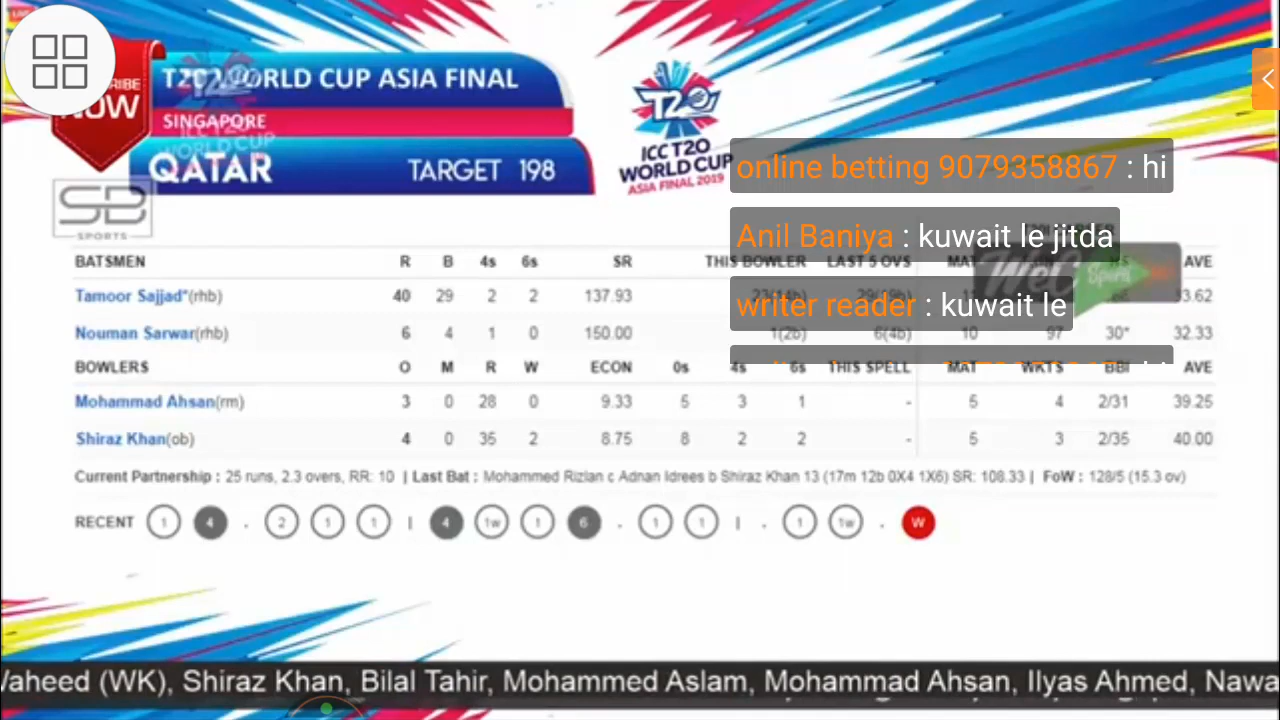 NOW
T20 WORLD CUP ASIA FINAL
SINGAPORE
QATAR TARGET 198
T20
ICC T20
WORLD CUP
ASIA FINAL 2019
SD
SPORTS
online betting 9079358867 : hi
Anil Baniya : kuwait le jitda
writer reader : kuwait le
BATSMEN R B 4s 6s SR THIS BOWLER LAST 5 OVS MAT AVE
Tamoor Sajjad*(rhb) 40 29 2 2 137.93
Nouman Sarwar(rhb) 6 4 1 0 150.00 1(2b) 6(4b) 10 97 30* 32.33
BOWLERS O M R W ECON 0s 4s 6s THIS SPELL MAT WKTS BBI AVE
Mohammad Ahsan(rm) 3 0 28 0 9.33 5 3 1 - 5 4 2/31 39.25
Shiraz Khan(ob) 4 0 35 2 8.75 8 2 2 - 5 3 2/35 40.00
Current Partnership : 25 runs, 2.3 overs, RR: 10 | Last Bat : Mohammed Rizlan c Adnan Idrees b Shiraz Khan 13 (17m 12b 0X4 1X6) SR: 108.33 | FoW : 128/5 (15.3 ov)
RECENT 1 4 . 2 1 1 | 4 1w 1 6 . 1 1 | . 1 1w . W
(WK), Shiraz Khan, Bilal Tahir, Mohammed Aslam, Mohammad Ahsan, Ilyas Ahmed, Nawa